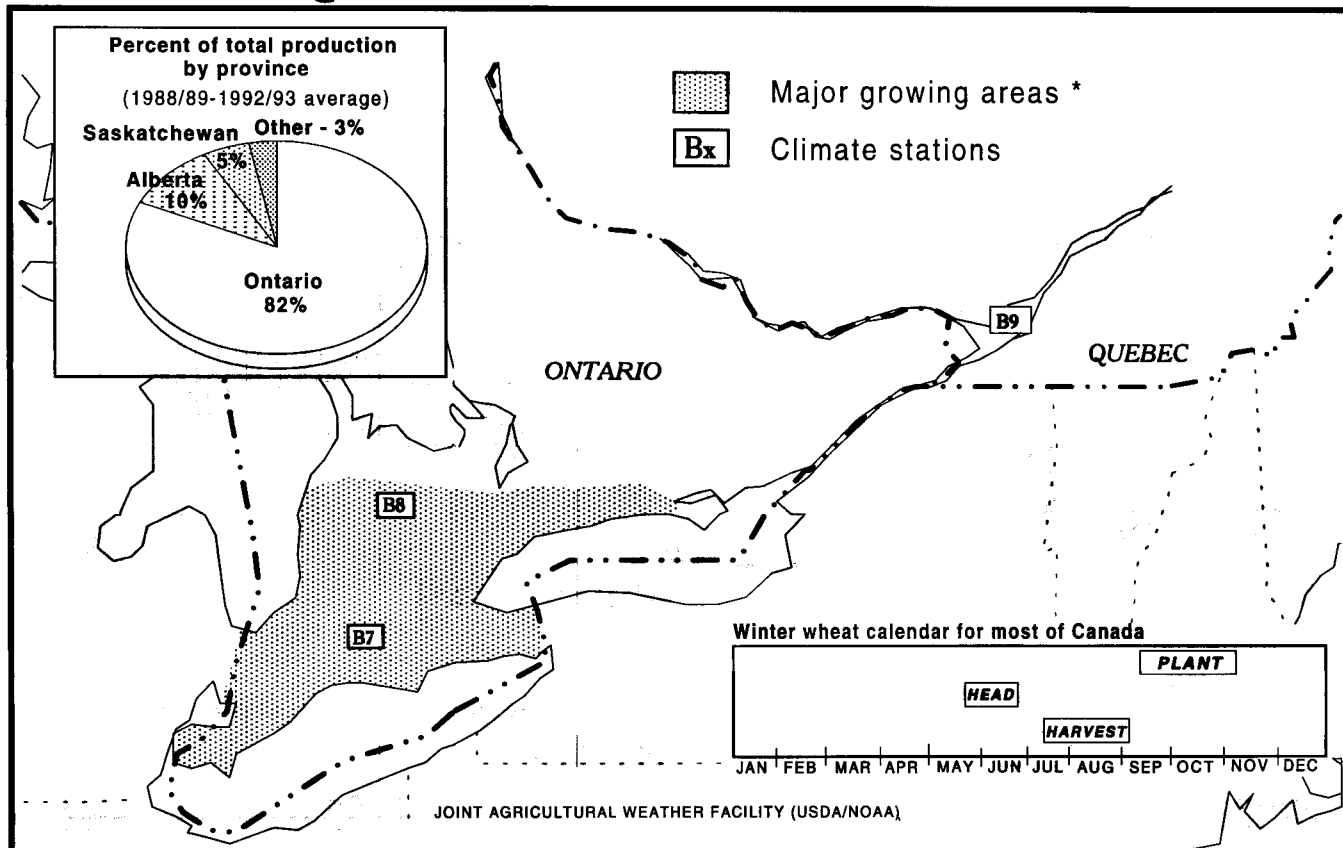 Percent of total production
by province
(1988/89-1992/93 average)
Saskatchewan
Other - 3%
5%
Alberta
10%
Ontario
82%
Major growing areas *
Bx
Climate stations
B9
ONTARIO
QUEBEC
B8
B7
Winter wheat calendar for most of Canada
PLANT
HEAD
HARVEST
JAN FEB MAR APR MAY JUN JUL AUG SEP OCT NOV DEC
JOINT AGRICULTURAL WEATHER FACILITY (USDA/NOAA)